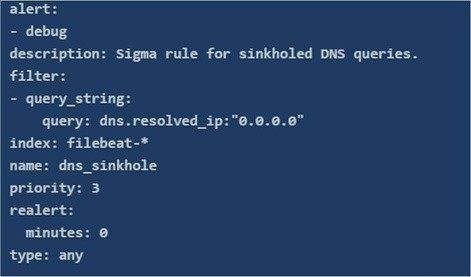 alert:
- debug
description: Sigma rule for sinkholed DNS queries.
filter:
- query_string:
    query: dns.resolved_ip:"0.0.0.0"
index: filebeat-*
name: dns_sinkhole
priority: 3
realert:
  minutes: 0
type: any